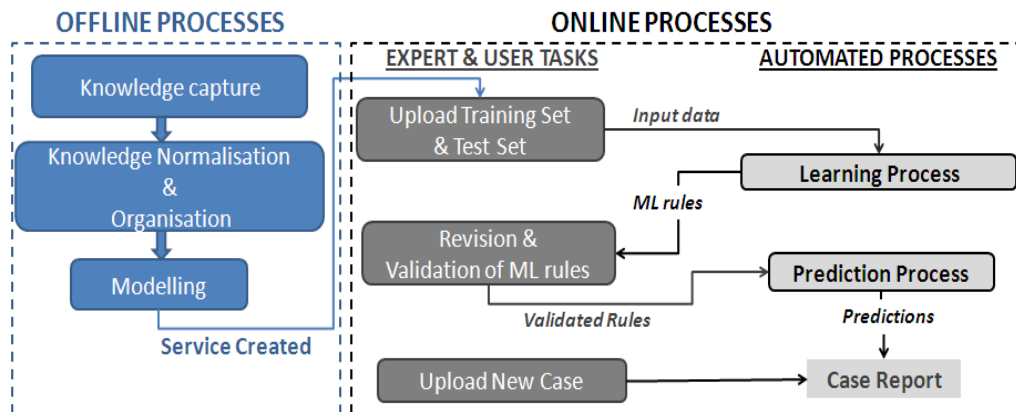 OFFLINE PROCESSES
Knowledge capture
Knowledge Normalisation
&
Organisation
Modelling
Service Created
ONLINE PROCESSES
EXPERT & USER TASKS
AUTOMATED PROCESSES
Upload Training Set
& Test Set
Input data
Learning Process
ML rules
Revision &
Validation of ML rules
Prediction Process
Validated Rules
Predictions
Upload New Case
Case Report